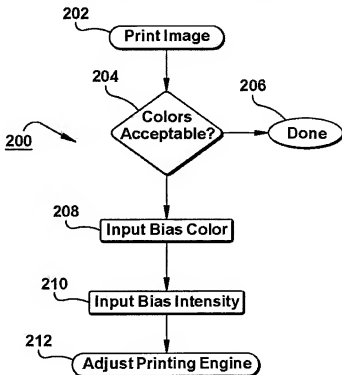 202
Print Image
204
Colors
Acceptable?
206
Done
200
208
Input Bias Color
210
Input Bias Intensity
212
Adjust Printing Engine